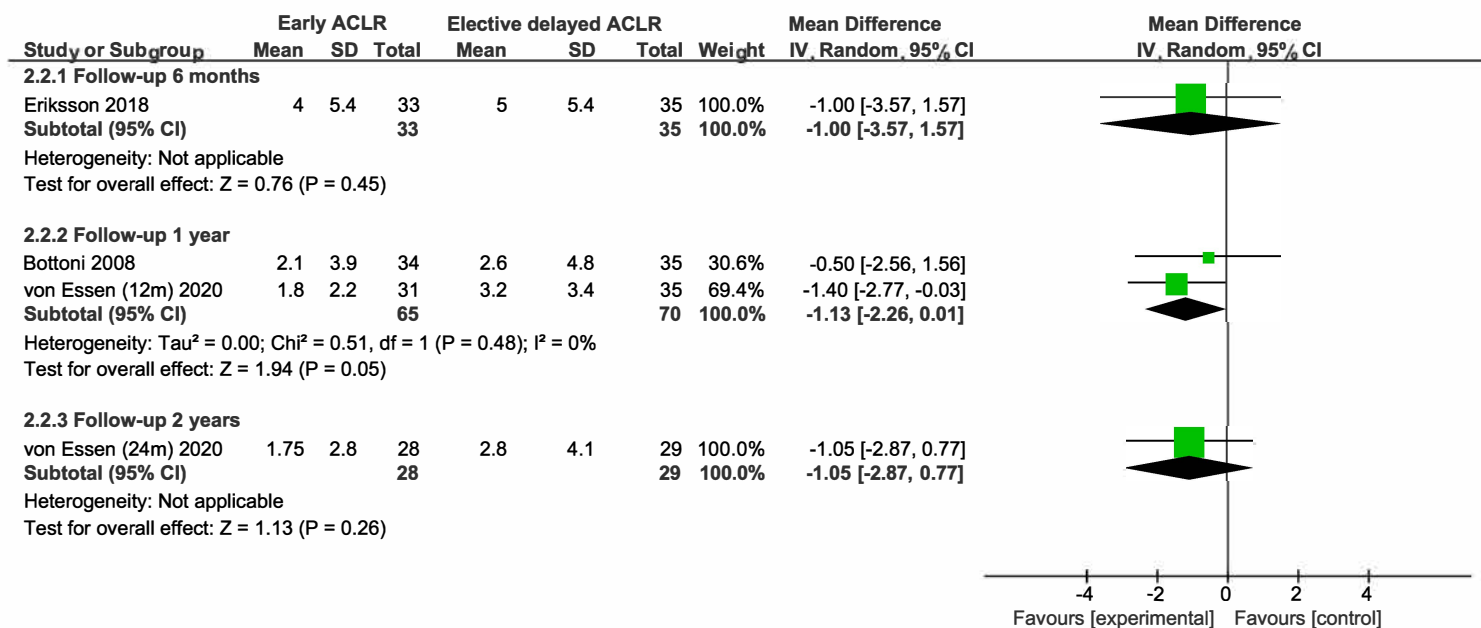 Early ACLR Elective delayed ACLR Mean Difference Mean Difference
Study or Subgroup Mean SD Total Mean SD Total Weight IV, Random, 95% CI IV, Random, 95% CI
2.2.1 Follow-up 6 months
Eriksson 2018 4 5.4 33 5 5.4 35 100.0% -1.00 [-3.57, 1.57]
Subtotal (95% CI) 33 35 100.0% -1.00 [-3.57, 1.57]
Heterogeneity: Not applicable
Test for overall effect: Z = 0.76 (P = 0.45)
2.2.2 Follow-up 1 year
Bottoni 2008 2.1 3.9 34 2.6 4.8 35 30.6% -0.50 [-2.56, 1.56]
von Essen (12m) 2020 1.8 2.2 31 3.2 3.4 35 69.4% -1.40 [-2.77, -0.03]
Subtotal (95% CI) 65 70 100.0% -1.13 [-2.26, 0.01]
Heterogeneity: Tau² = 0.00; Chi² = 0.51, df = 1 (P = 0.48); I² = 0%
Test for overall effect: Z = 1.94 (P = 0.05)
2.2.3 Follow-up 2 years
von Essen (24m) 2020 1.75 2.8 28 2.8 4.1 29 100.0% -1.05 [-2.87, 0.77]
Subtotal (95% CI) 28 29 100.0% -1.05 [-2.87, 0.77]
Heterogeneity: Not applicable
Test for overall effect: Z = 1.13 (P = 0.26)
-4 -2 0 2 4
Favours [experimental] Favours [control]